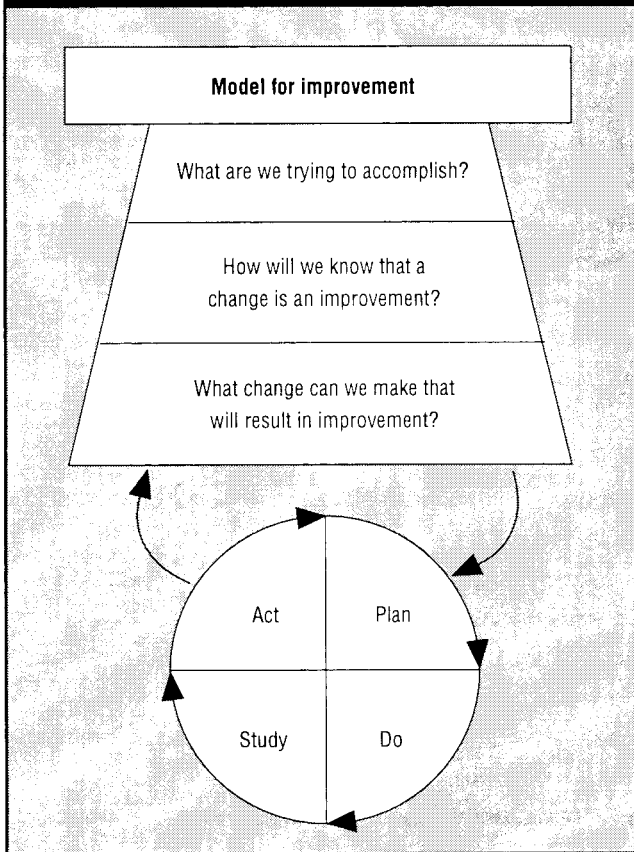 Model for improvement
What are we trying to accomplish?
How will we know that a
change is an improvement?
What change can we make that
will result in improvement?
Act
Plan
Study
Do